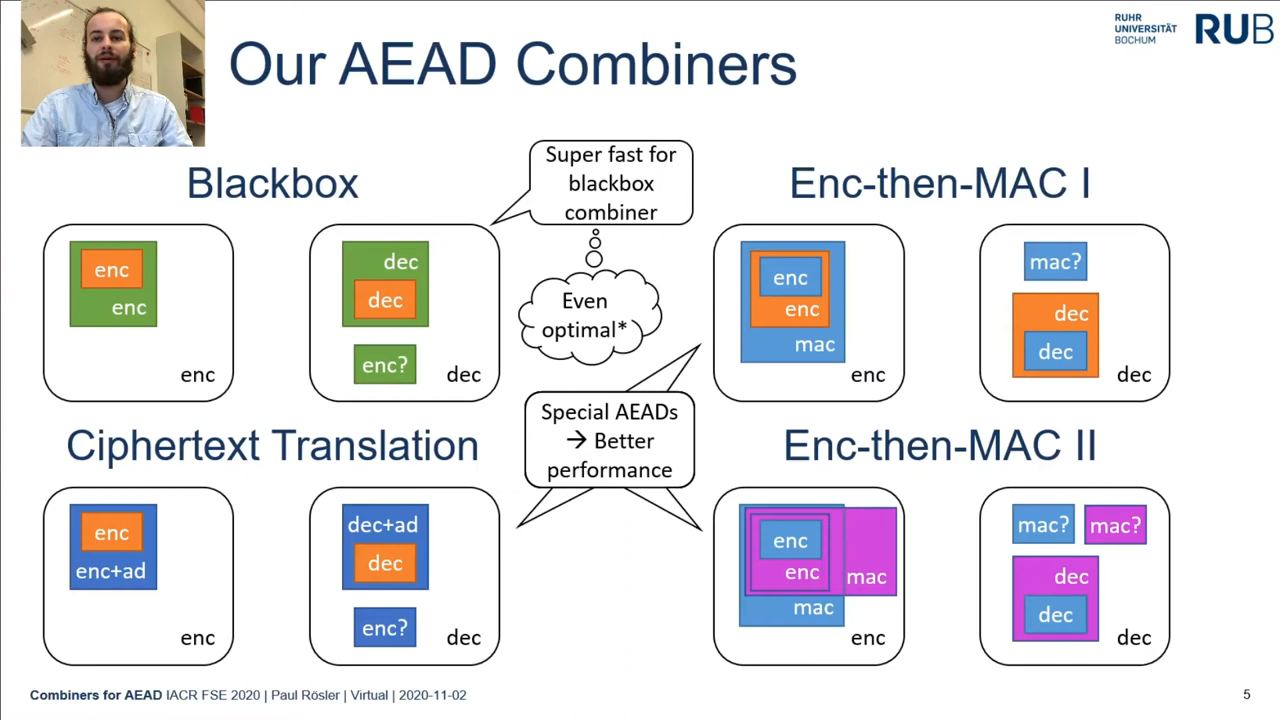 RUHR
UNIVERSITÄT
BOCHUM
RUB
Our AEAD Combiners
Blackbox
enc
enc
enc
dec
dec
enc?
dec
Super fast for
blackbox
combiner
Even
optimal*
Enc-then-MAC I
enc
enc
mac
enc
mac?
dec
dec
dec
Ciphertext Translation
enc
enc+ad
enc
dec+ad
dec
enc?
dec
Special AEADs
→ Better
performance
Enc-then-MAC II
enc
enc
mac
mac
enc
mac? mac?
dec
dec
dec
Combiners for AEAD IACR FSE 2020 | Paul Rösler | Virtual | 2020-11-02
5